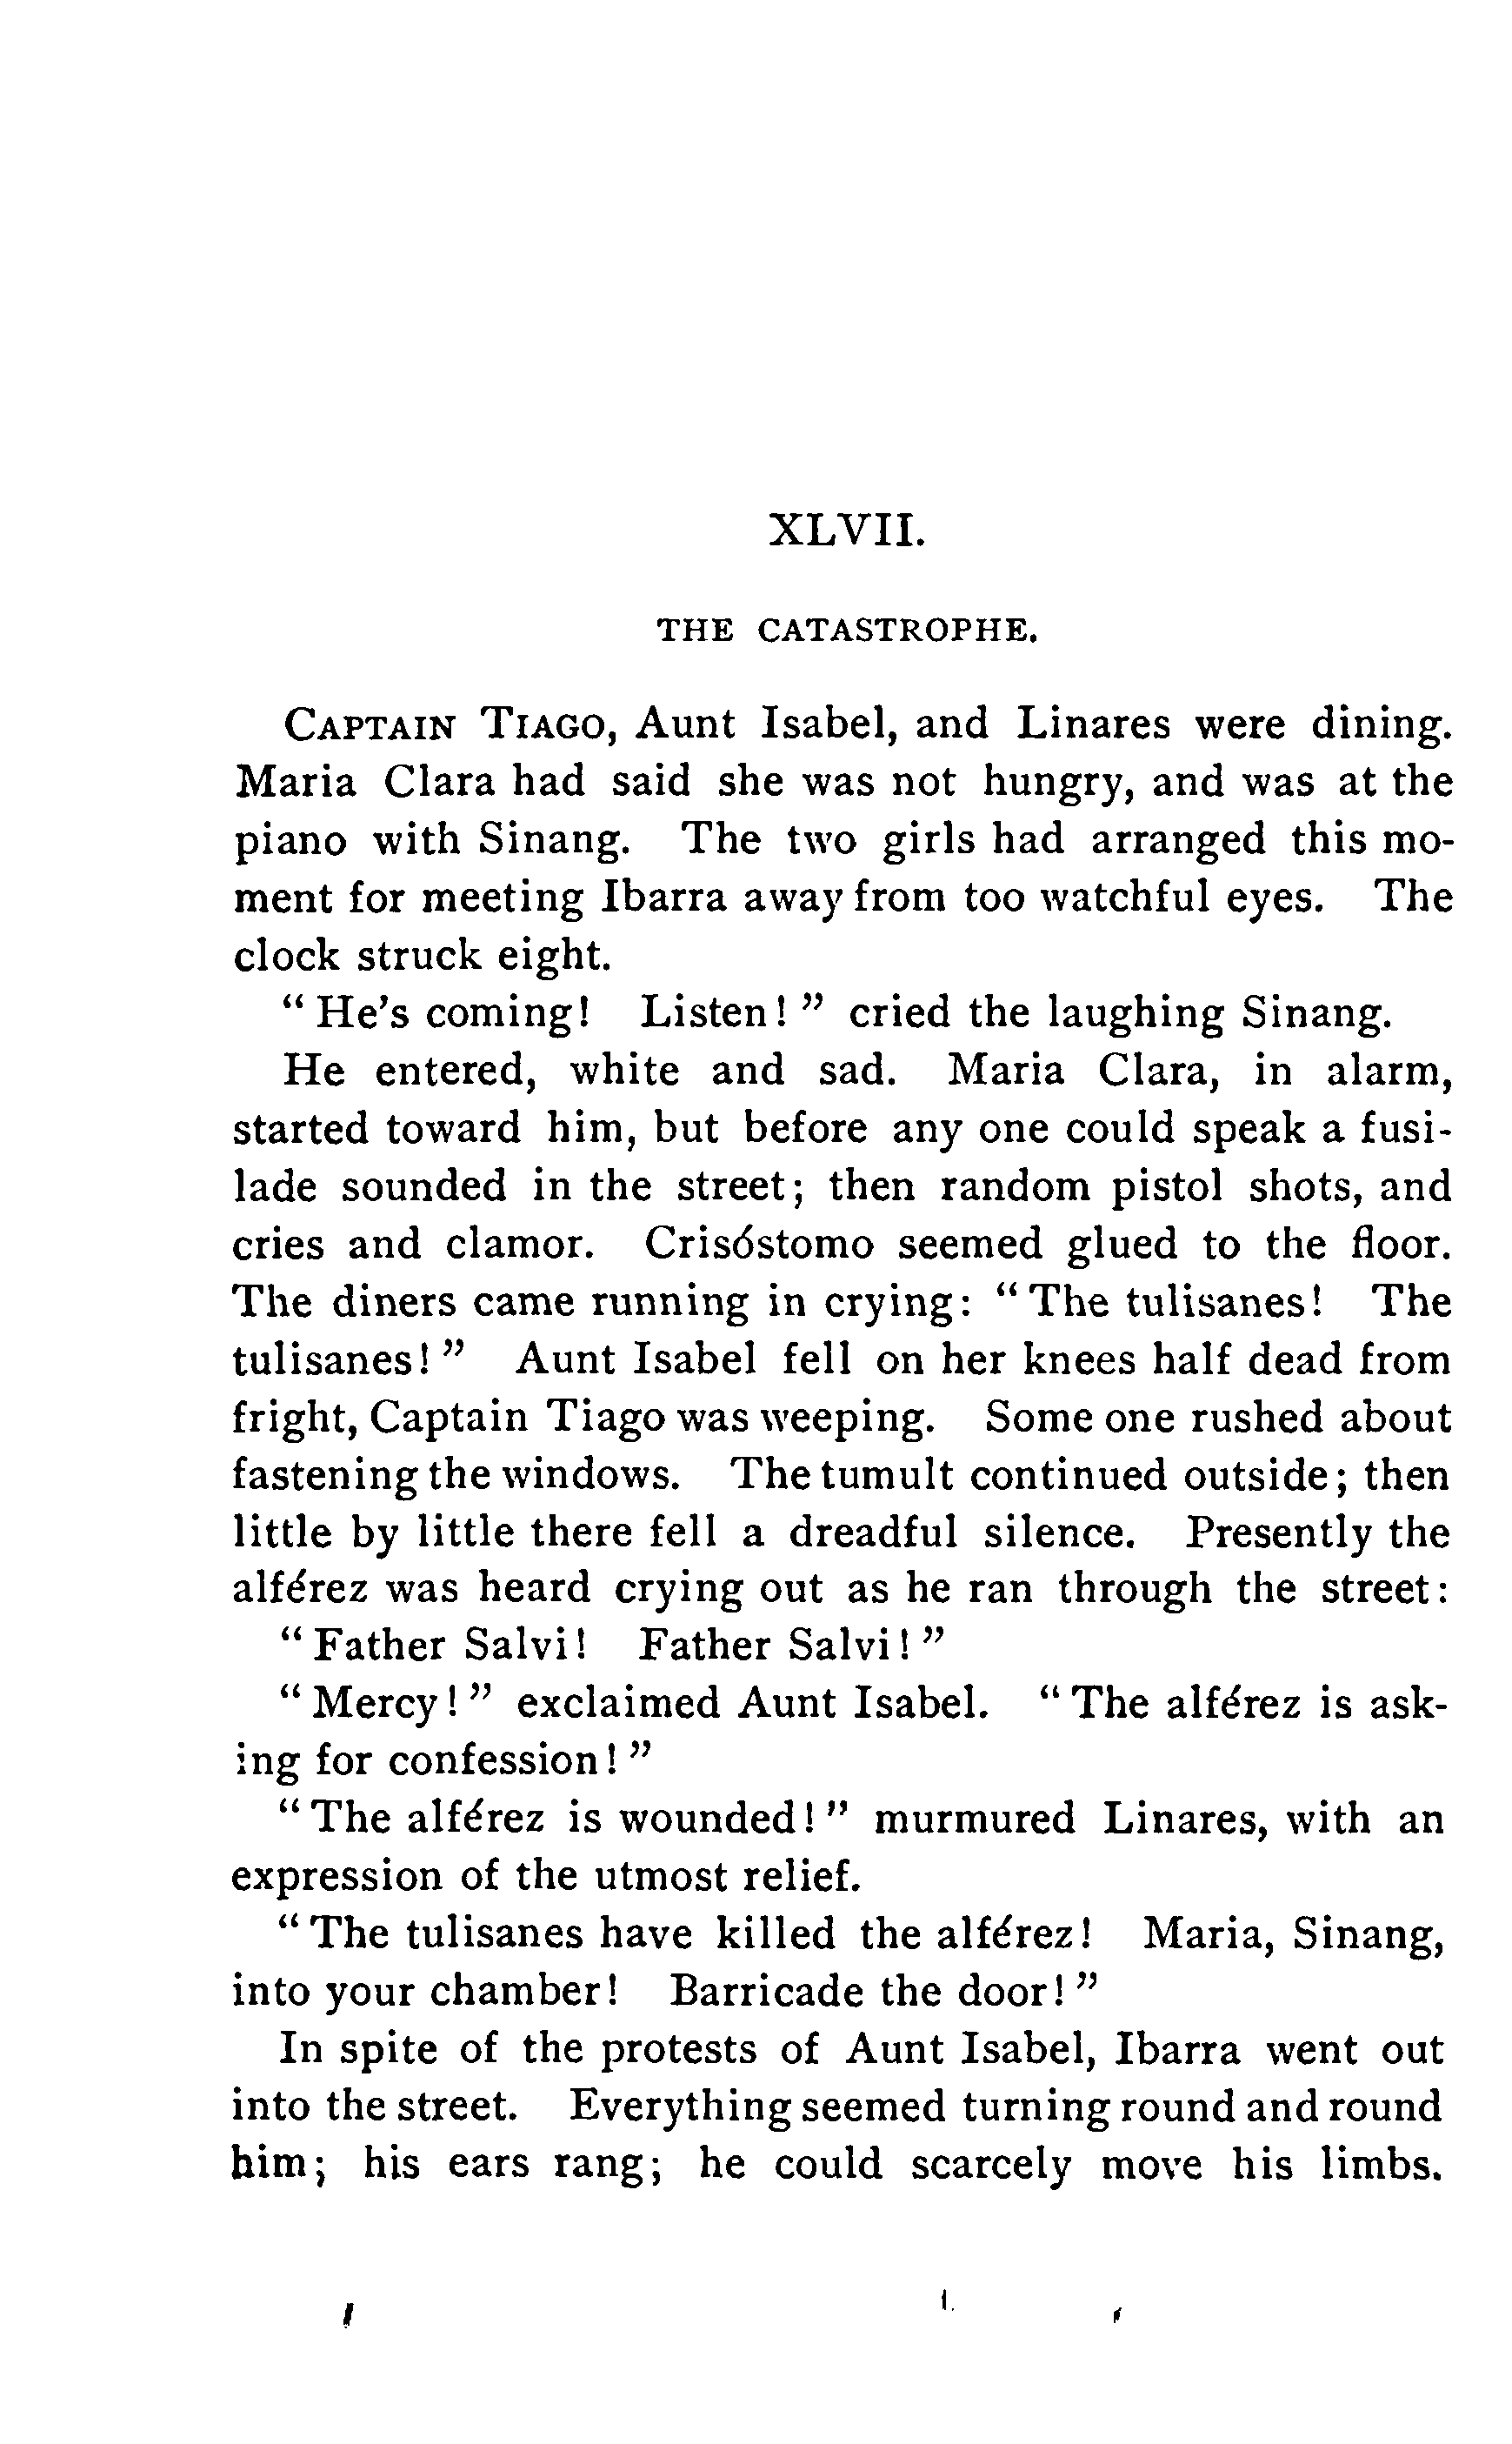 XLVII.
THE CATASTROPHE.
CAPTAIN TIAGO, Aunt Isabel, and Linares were dining.
Maria Clara had said she was not hungry, and was at the
piano with Sinang. The two girls had arranged this mo-
ment for meeting Ibarra away from too watchful eyes. The
clock struck eight.
“ He’s coming! Listen! ” cried the laughing Sinang.
He entered, white and sad. Maria Clara, in alarm,
started toward him, but before any one could speak a fusi-
lade sounded in the street; then random pistol shots, and
cries and clamor. Crisóstomo seemed glued to the floor.
The diners came running in crying: “ The tulisanes! The
tulisanes! ” Aunt Isabel fell on her knees half dead from
fright, Captain Tiago was weeping. Some one rushed about
fastening the windows. The tumult continued outside; then
little by little there fell a dreadful silence. Presently the
alférez was heard crying out as he ran through the street:
“ Father Salvi! Father Salvi! ”
“ Mercy! ” exclaimed Aunt Isabel. “ The alférez is ask-
ing for confession! ”
“ The alférez is wounded! ” murmured Linares, with an
expression of the utmost relief.
“ The tulisanes have killed the alférez! Maria, Sinang,
into your chamber! Barricade the door! ”
In spite of the protests of Aunt Isabel, Ibarra went out
into the street. Everything seemed turning round and round
him; his ears rang; he could scarcely move his limbs.